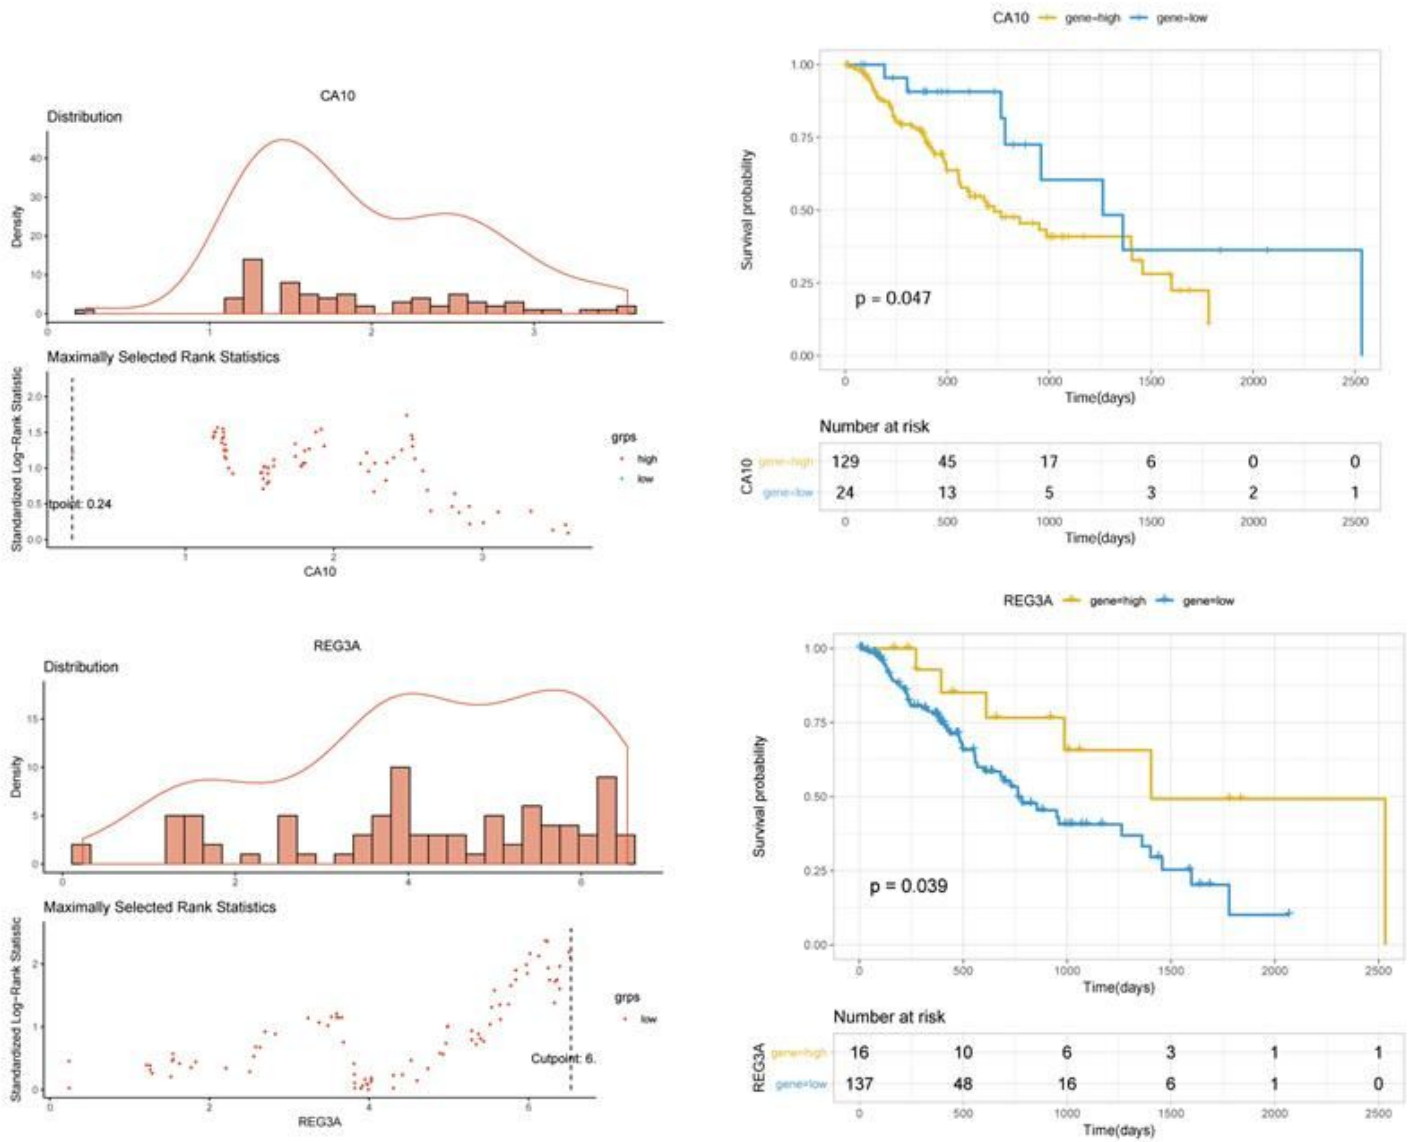 CA10
Distribution
Density
40
30
20
10
0
0 1 2 3
Maximally Selected Rank Statistics
Standardized Log-Rank Statistic
2.0
1.5
1.0
0.5
0.0
tpoint: 0.24
grps
high
low
1 2 3
CA10
CA10 gene=high gene=low
Survival probability
1.00
0.75
0.50
0.25
0.00
p = 0.047
0 500 1000 1500 2000 2500
Time(days)
Number at risk
CA10
gene=high 129 45 17 6 0 0
gene=low 24 13 5 3 2 1
0 500 1000 1500 2000 2500
Time(days)
REG3A
Distribution
Density
15
10
5
0
0 2 4 6
Maximally Selected Rank Statistics
Standardized Log-Rank Statistic
2
1
0
Cutpoint: 6.
grps
low
0 2 4 6
REG3A
REG3A gene=high gene=low
Survival probability
1.00
0.75
0.50
0.25
0.00
p = 0.039
0 500 1000 1500 2000 2500
Time(days)
Number at risk
REG3A
gene=high 16 10 6 3 1 1
gene=low 137 48 16 6 1 0
0 500 1000 1500 2000 2500
Time(days)